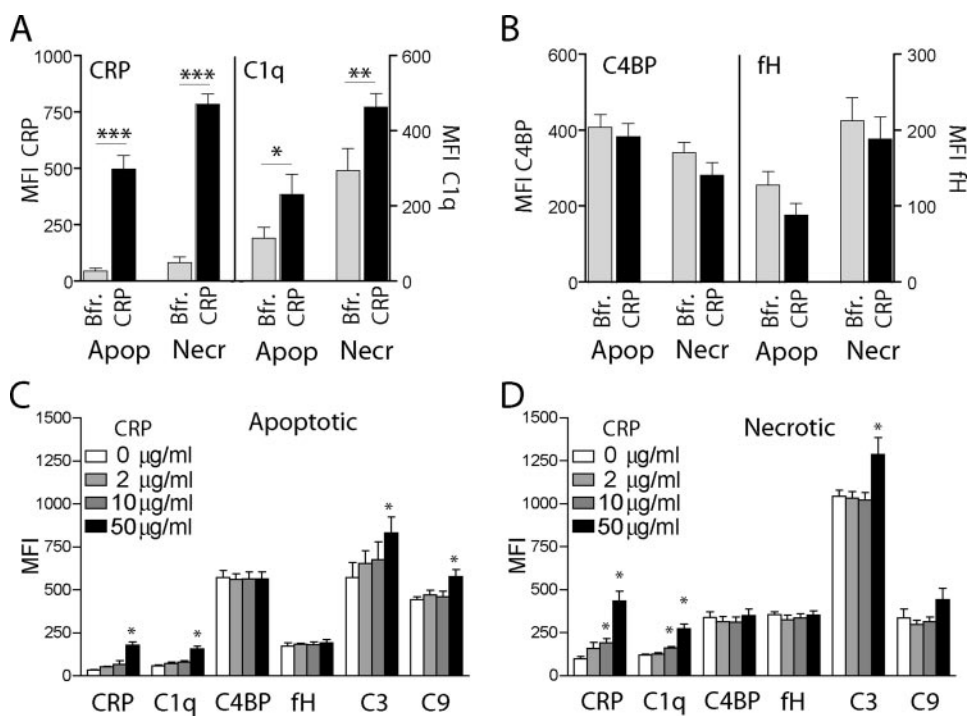 A
CRP
C1q
MFI CRP
MFI C1q
1000
750
500
250
0
600
400
200
0
***
***
*
**
Bfr.
CRP
Bfr.
CRP
Bfr.
CRP
Bfr.
CRP
Apop
Necr
Apop
Necr
B
C4BP
fH
MFI C4BP
MFI fH
600
400
200
0
300
200
100
0
Bfr.
CRP
Bfr.
CRP
Bfr.
CRP
Bfr.
CRP
Apop
Necr
Apop
Necr
C
Apoptotic
CRP
0 µg/ml
2 µg/ml
10 µg/ml
50 µg/ml
MFI
1500
1250
1000
750
500
250
0
*
*
*
*
CRP C1q C4BP fH C3 C9
D
Necrotic
CRP
0 µg/ml
2 µg/ml
10 µg/ml
50 µg/ml
MFI
1500
1250
1000
750
500
250
0
*
*
*
*
*
CRP C1q C4BP fH C3 C9